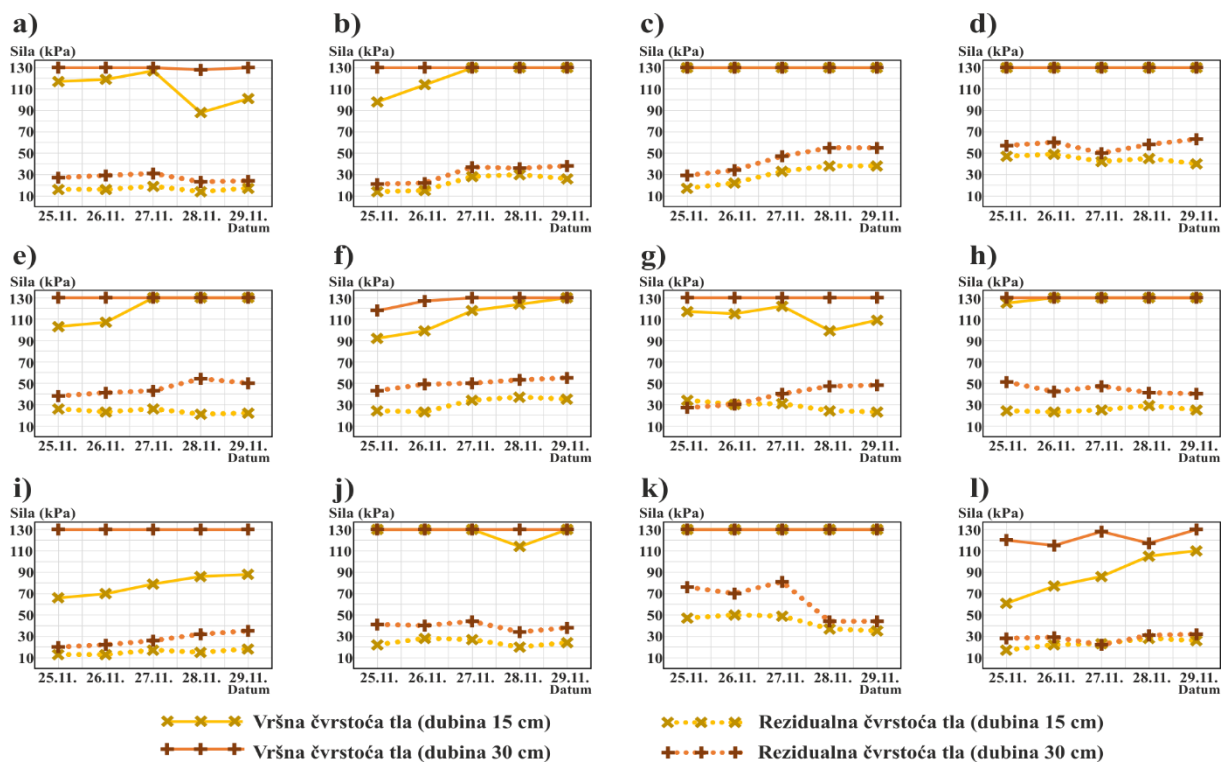 a) b) c) d)
Sila (kPa) Sila (kPa) Sila (kPa) Sila (kPa)
130 130 130 130
110 110 110 110
90 90 90 90
70 70 70 70
50 50 50 50
30 30 30 30
10 10 10 10
25.11. 26.11. 27.11. 28.11. 29.11. 25.11. 26.11. 27.11. 28.11. 29.11. 25.11. 26.11. 27.11. 28.11. 29.11. 25.11. 26.11. 27.11. 28.11. 29.11.
Datum Datum Datum Datum
e) f) g) h)
Sila (kPa) Sila (kPa) Sila (kPa) Sila (kPa)
130 130 130 130
110 110 110 110
90 90 90 90
70 70 70 70
50 50 50 50
30 30 30 30
10 10 10 10
25.11. 26.11. 27.11. 28.11. 29.11. 25.11. 26.11. 27.11. 28.11. 29.11. 25.11. 26.11. 27.11. 28.11. 29.11. 25.11. 26.11. 27.11. 28.11. 29.11.
Datum Datum Datum Datum
i) j) k) l)
Sila (kPa) Sila (kPa) Sila (kPa) Sila (kPa)
130 130 130 130
110 110 110 110
90 90 90 90
70 70 70 70
50 50 50 50
30 30 30 30
10 10 10 10
25.11. 26.11. 27.11. 28.11. 29.11. 25.11. 26.11. 27.11. 28.11. 29.11. 25.11. 26.11. 27.11. 28.11. 29.11. 25.11. 26.11. 27.11. 28.11. 29.11.
Datum Datum Datum Datum
Vršna čvrstoća tla (dubina 15 cm) Rezidualna čvrstoća tla (dubina 15 cm)
Vršna čvrstoća tla (dubina 30 cm) Rezidualna čvrstoća tla (dubina 30 cm)